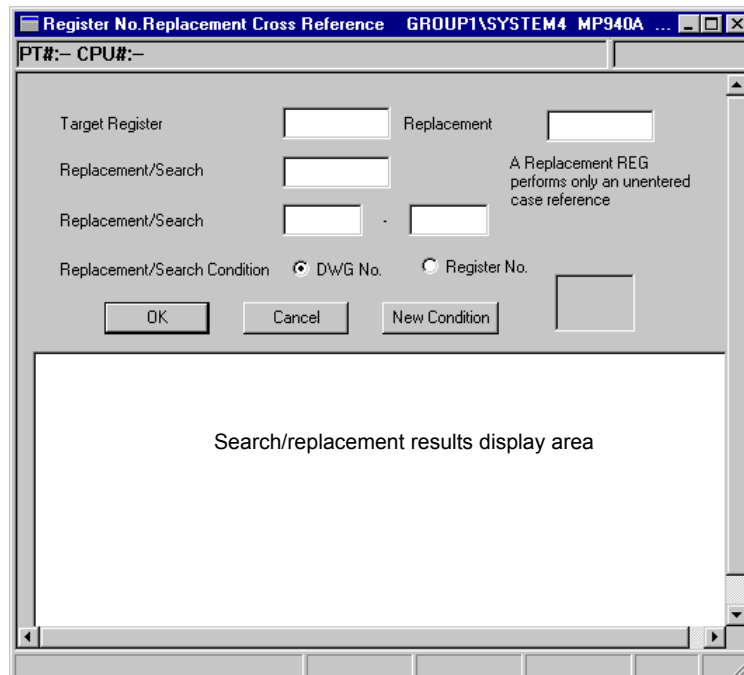 Register No.Replacement Cross Reference GROUP1\SYSTEM4 MP940A ...
PT#:– CPU#:–
Target Register Replacement
Replacement/Search
A Replacement REG
performs only an unentered
case reference
Replacement/Search -
Replacement/Search Condition DWG No. Register No.
OK Cancel New Condition
Search/replacement results display area